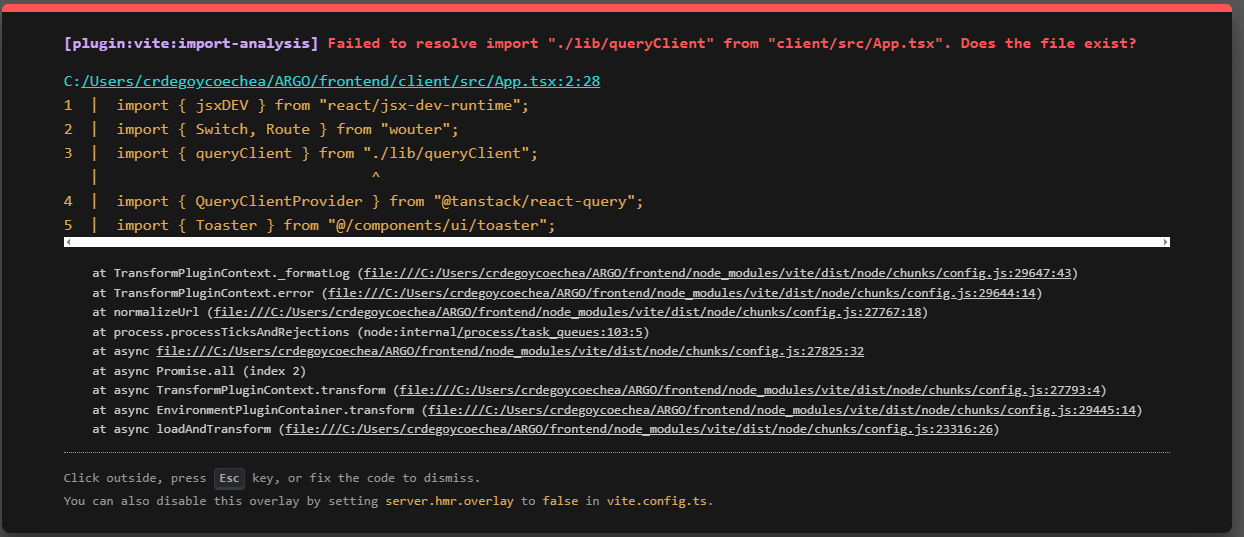 [plugin:vite:import-analysis] Failed to resolve import "./lib/queryClient" from "client/src/App.tsx". Does the file exist?
C:/Users/crdegoycoechea/ARGO/frontend/client/src/App.tsx:2:28
1  |  import { jsxDEV } from "react/jsx-dev-runtime";
2  |  import { Switch, Route } from "wouter";
3  |  import { queryClient } from "./lib/queryClient";
   |                               ^
4  |  import { QueryClientProvider } from "@tanstack/react-query";
5  |  import { Toaster } from "@/components/ui/toaster";
at TransformPluginContext._formatLog (file:///C:/Users/crdegoycoechea/ARGO/frontend/node_modules/vite/dist/node/chunks/config.js:29647:43)
at TransformPluginContext.error (file:///C:/Users/crdegoycoechea/ARGO/frontend/node_modules/vite/dist/node/chunks/config.js:29644:14)
at normalizeUrl (file:///C:/Users/crdegoycoechea/ARGO/frontend/node_modules/vite/dist/node/chunks/config.js:27767:18)
at process.processTicksAndRejections (node:internal/process/task_queues:103:5)
at async file:///C:/Users/crdegoycoechea/ARGO/frontend/node_modules/vite/dist/node/chunks/config.js:27825:32
at async Promise.all (index 2)
at async TransformPluginContext.transform (file:///C:/Users/crdegoycoechea/ARGO/frontend/node_modules/vite/dist/node/chunks/config.js:27793:4)
at async EnvironmentPluginContainer.transform (file:///C:/Users/crdegoycoechea/ARGO/frontend/node_modules/vite/dist/node/chunks/config.js:29445:14)
at async loadAndTransform (file:///C:/Users/crdegoycoechea/ARGO/frontend/node_modules/vite/dist/node/chunks/config.js:23316:26)
Click outside, press Esc key, or fix the code to dismiss.
You can also disable this overlay by setting server.hmr.overlay to false in vite.config.ts.